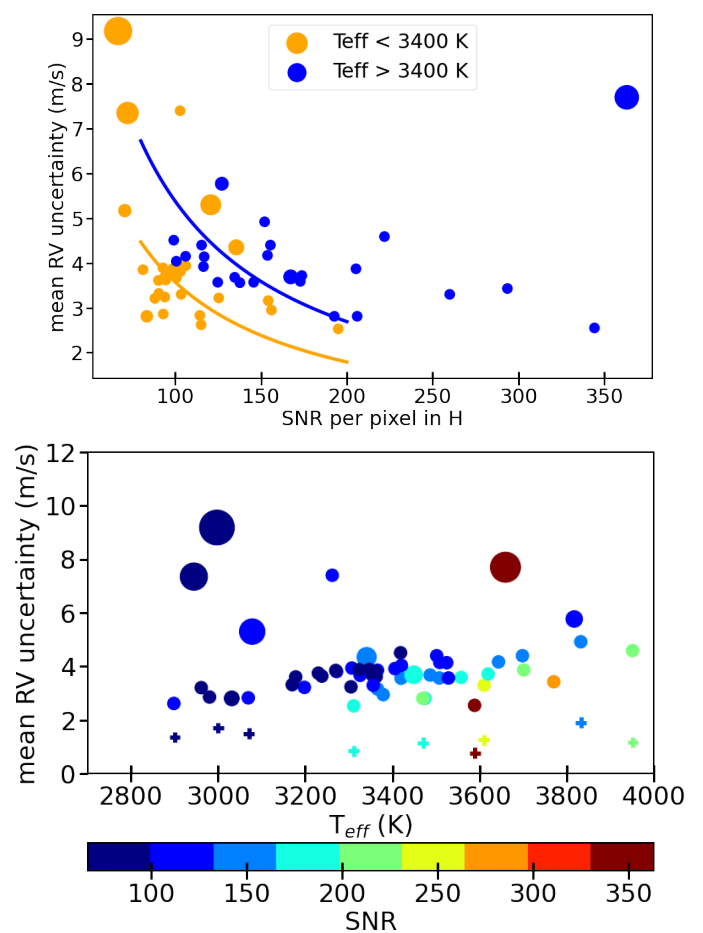 9
8
7
6
5
4
3
2
mean RV uncertainty (m/s)
Teff < 3400 K
Teff > 3400 K
100 150 200 250 300 350
SNR per pixel in H
12
10
8
6
4
2
0
mean RV uncertainty (m/s)
2800 3000 3200 3400 3600 3800 4000
T_eff (K)
100 150 200 250 300 350
SNR